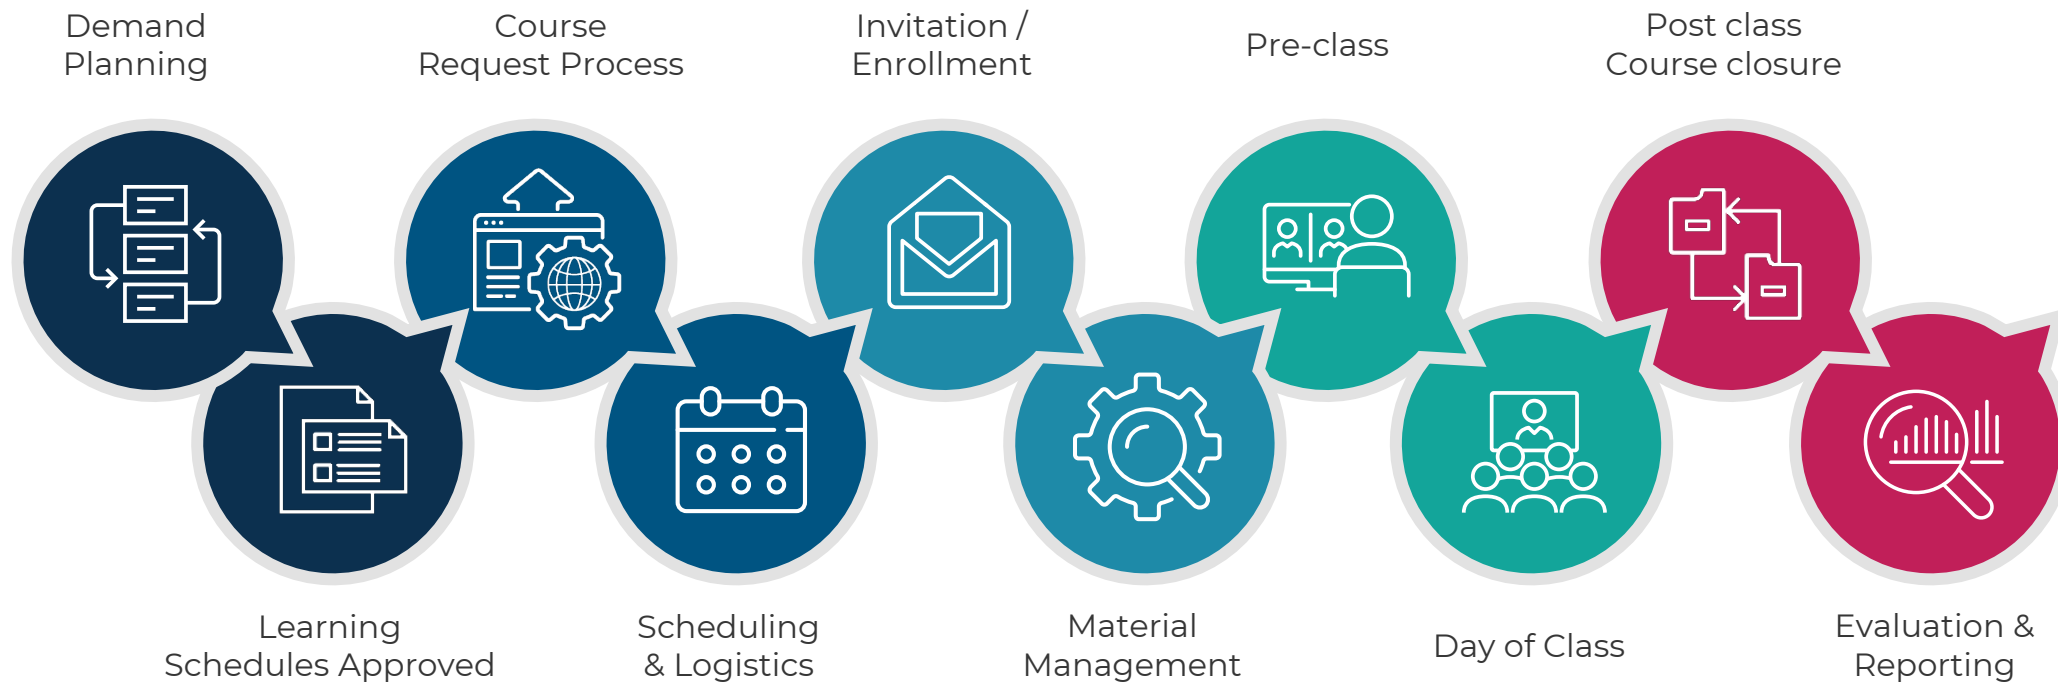 Demand
Planning
Course
Request Process
Invitation /
Enrollment
Pre-class
Post class
Course closure
Learning
Schedules Approved
Scheduling
& Logistics
Material
Management
Day of Class
Evaluation &
Reporting